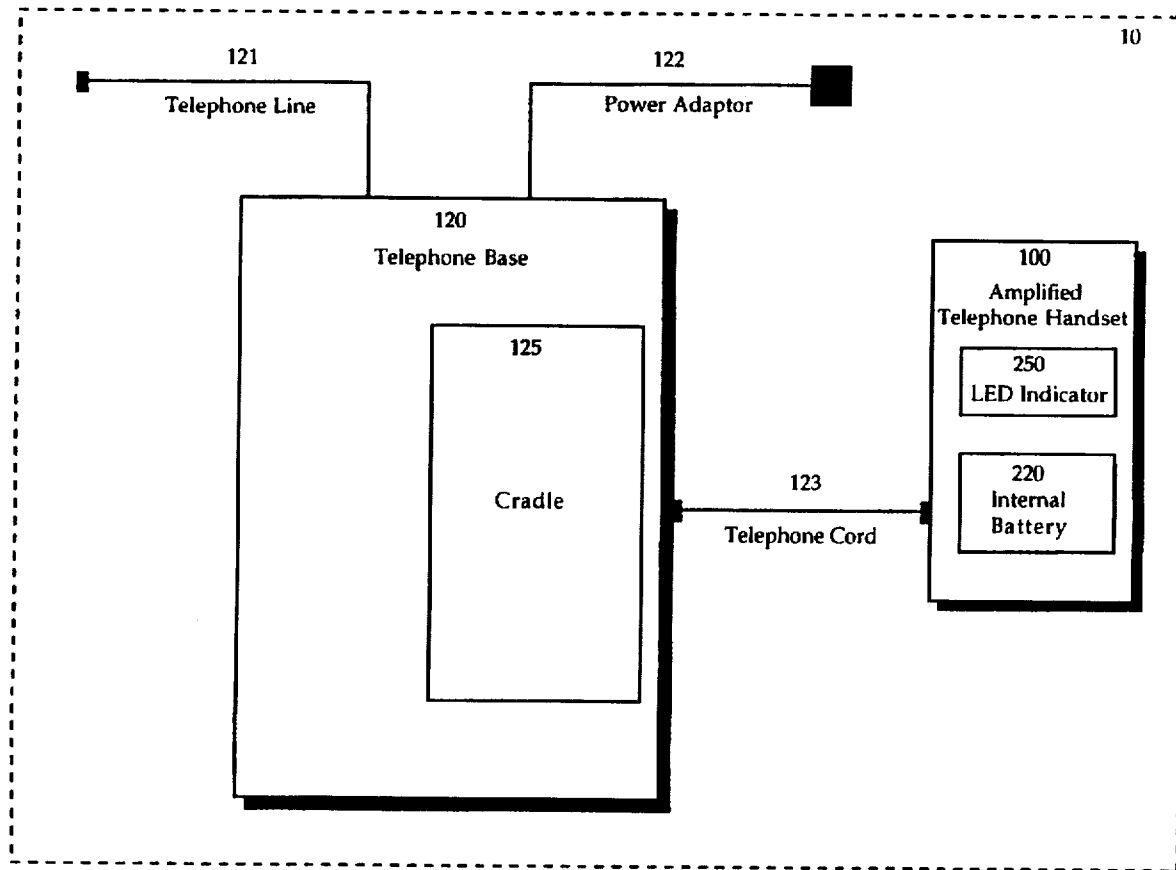 10
121
Telephone Line
122
Power Adaptor
120
Telephone Base
125
Cradle
123
Telephone Cord
100
Amplified
Telephone Handset
250
LED Indicator
220
Internal
Battery